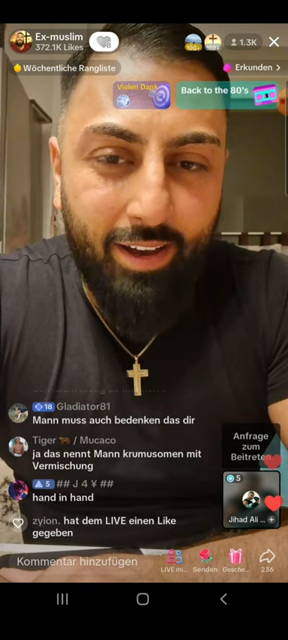 Ex-muslim
372.1K Likes
1.3K
Wöchentliche Rangliste
Erkunden >
Vielen Dank
Back to the 80's
18 Gladiator81
Mann muss auch bedenken das dir
Tiger / Mucaco
ja das nennt Mann krumusomen mit
Vermischung
5 ## J 4 ¥ ##
hand in hand
zyion. hat dem LIVE einen Like
gegeben
Anfrage
zum
Beitreten
5
Jihad Ali ... +
Kommentar hinzufügen
LIVE mi...
Senden
Gesche...
236